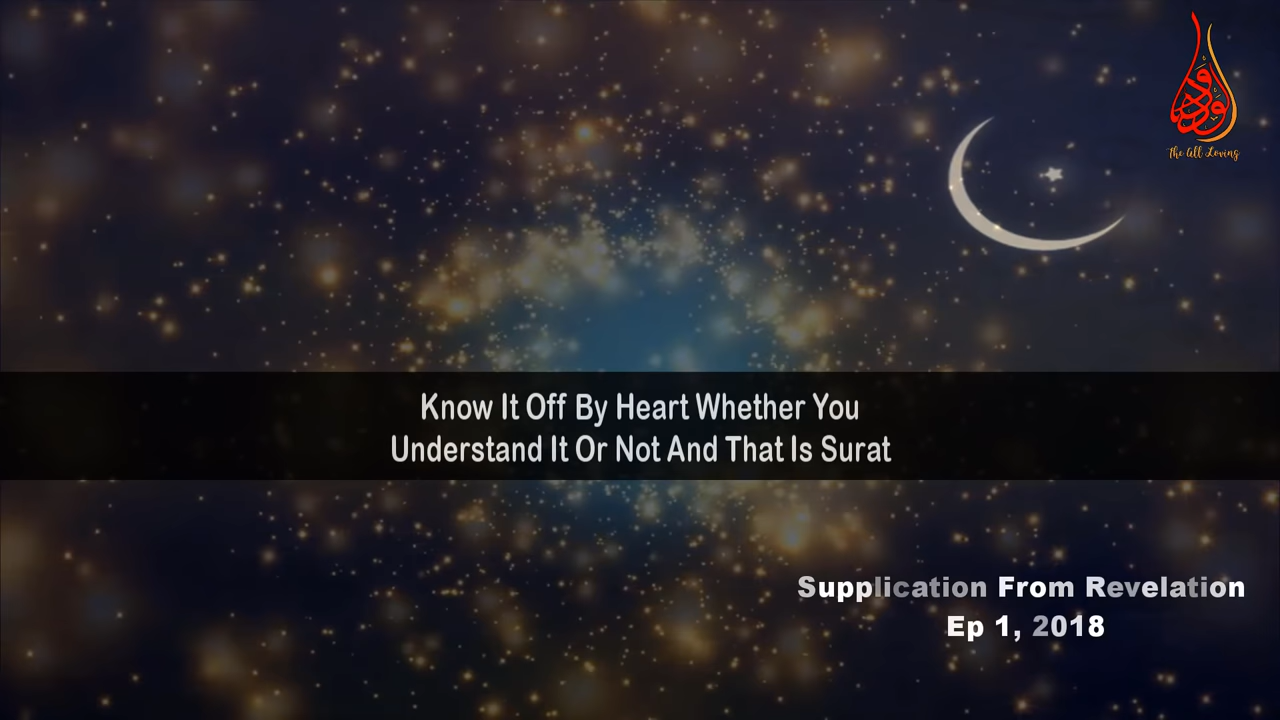 الودود
The All Loving
Know It Off By Heart Whether You
Understand It Or Not And That Is Surat
Supplication From Revelation
Ep 1, 2018